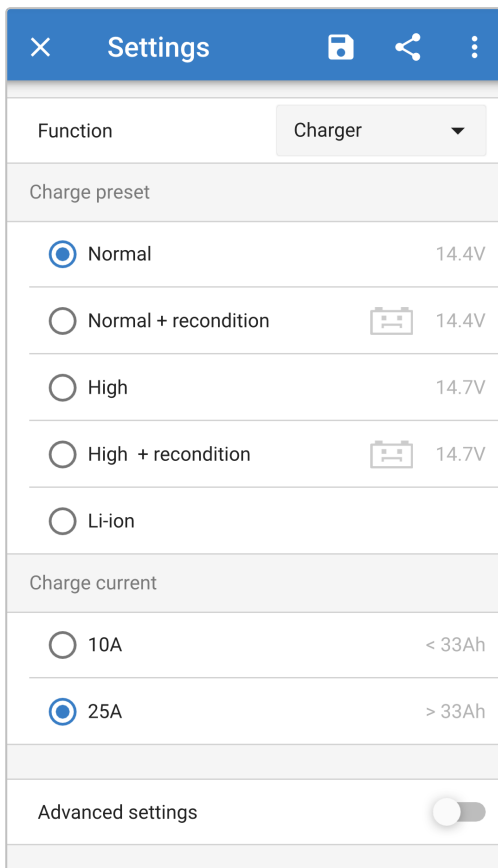 Settings
Function Charger
Charge preset
Normal 14.4V
Normal + recondition 14.4V
High 14.7V
High + recondition 14.7V
Li-ion
Charge current
10A < 33Ah
25A > 33Ah
Advanced settings